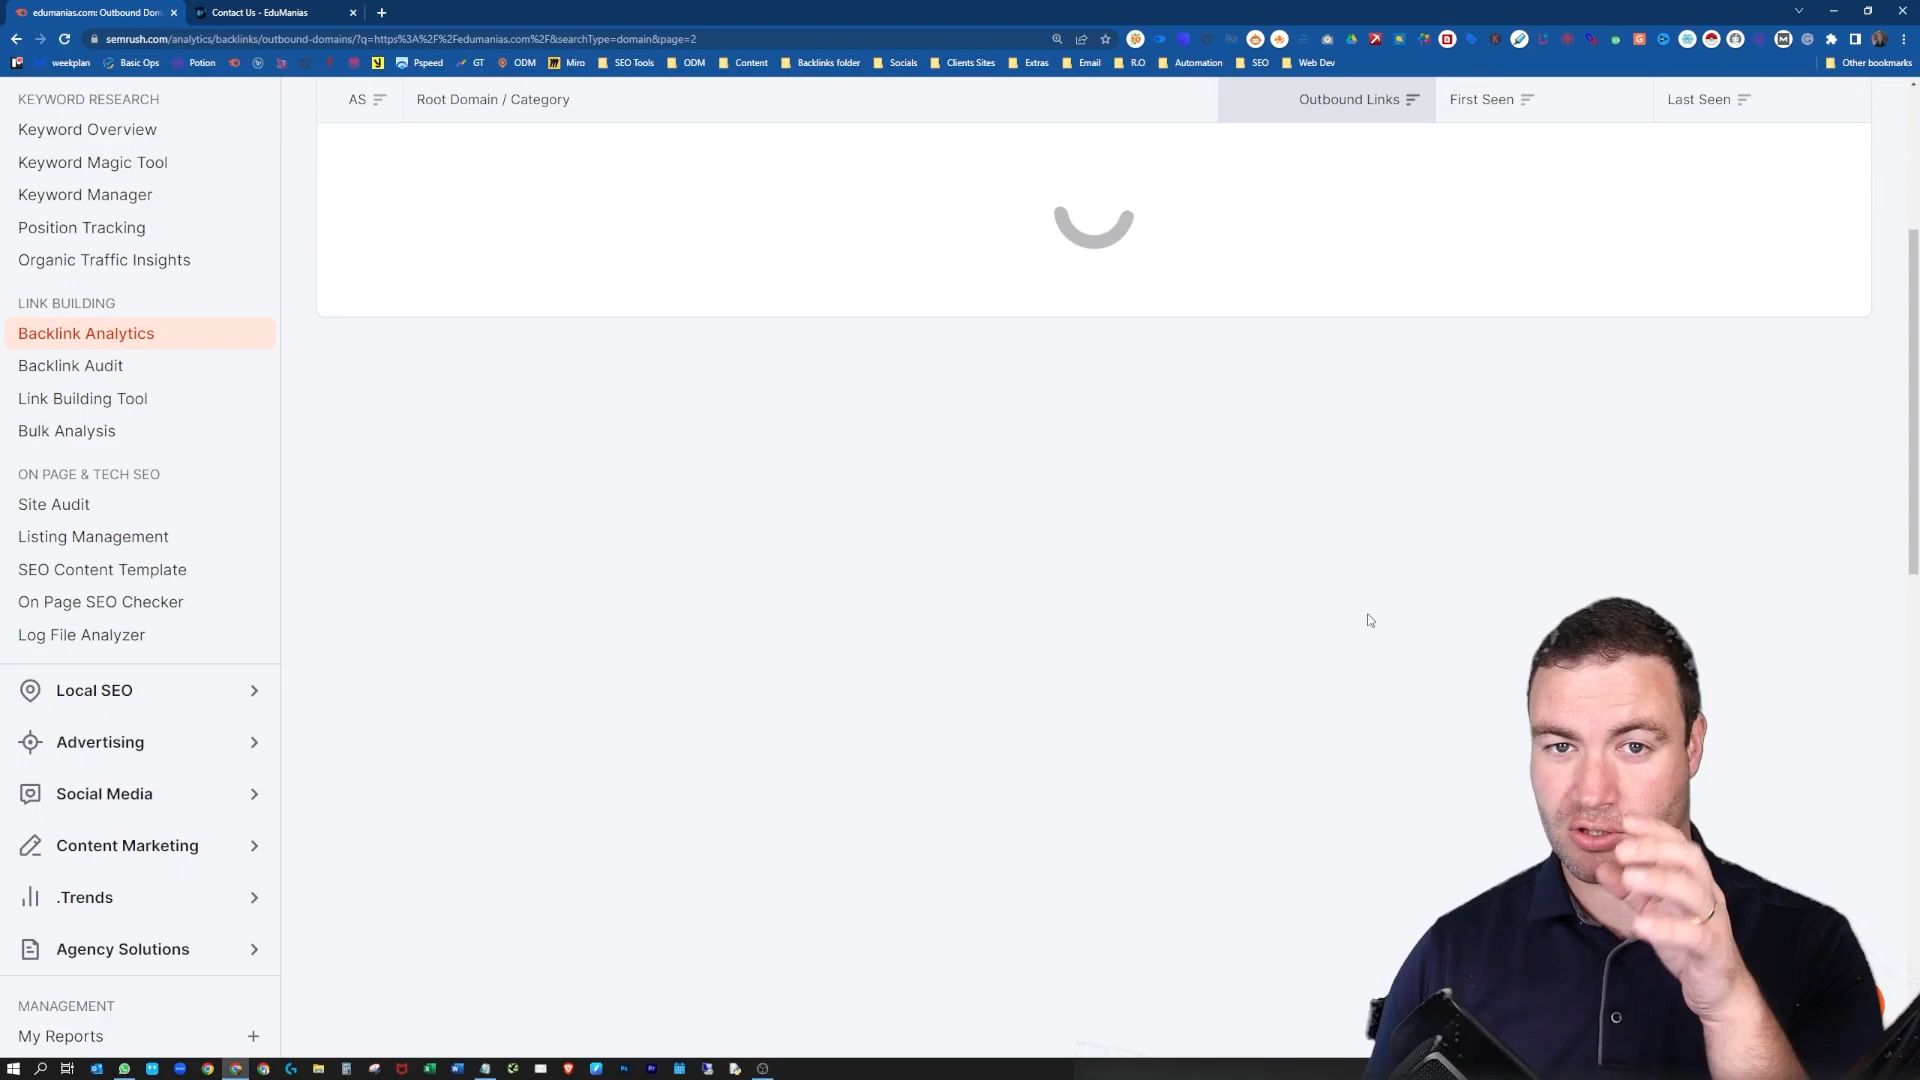 edumanias.com: Outbound Dom
Contact Us - EduManias
semrush.com/analytics/backlinks/outbound-domains/?q=https%3A%2F%2Fedumanias.com%2F&searchType=domain&page=2
weekplan
Basic Ops
Potion
Pspeed
GT
ODM
Miro
SEO Tools
ODM
Content
Backlinks folder
Socials
Clients Sites
Extras
Email
R.O
Automation
SEO
Web Dev
Other bookmarks
KEYWORD RESEARCH
Keyword Overview
Keyword Magic Tool
Keyword Manager
Position Tracking
Organic Traffic Insights
LINK BUILDING
Backlink Analytics
Backlink Audit
Link Building Tool
Bulk Analysis
ON PAGE & TECH SEO
Site Audit
Listing Management
SEO Content Template
On Page SEO Checker
Log File Analyzer
Local SEO
Advertising
Social Media
Content Marketing
.Trends
Agency Solutions
MANAGEMENT
My Reports
AS
Root Domain / Category
Outbound Links
First Seen
Last Seen